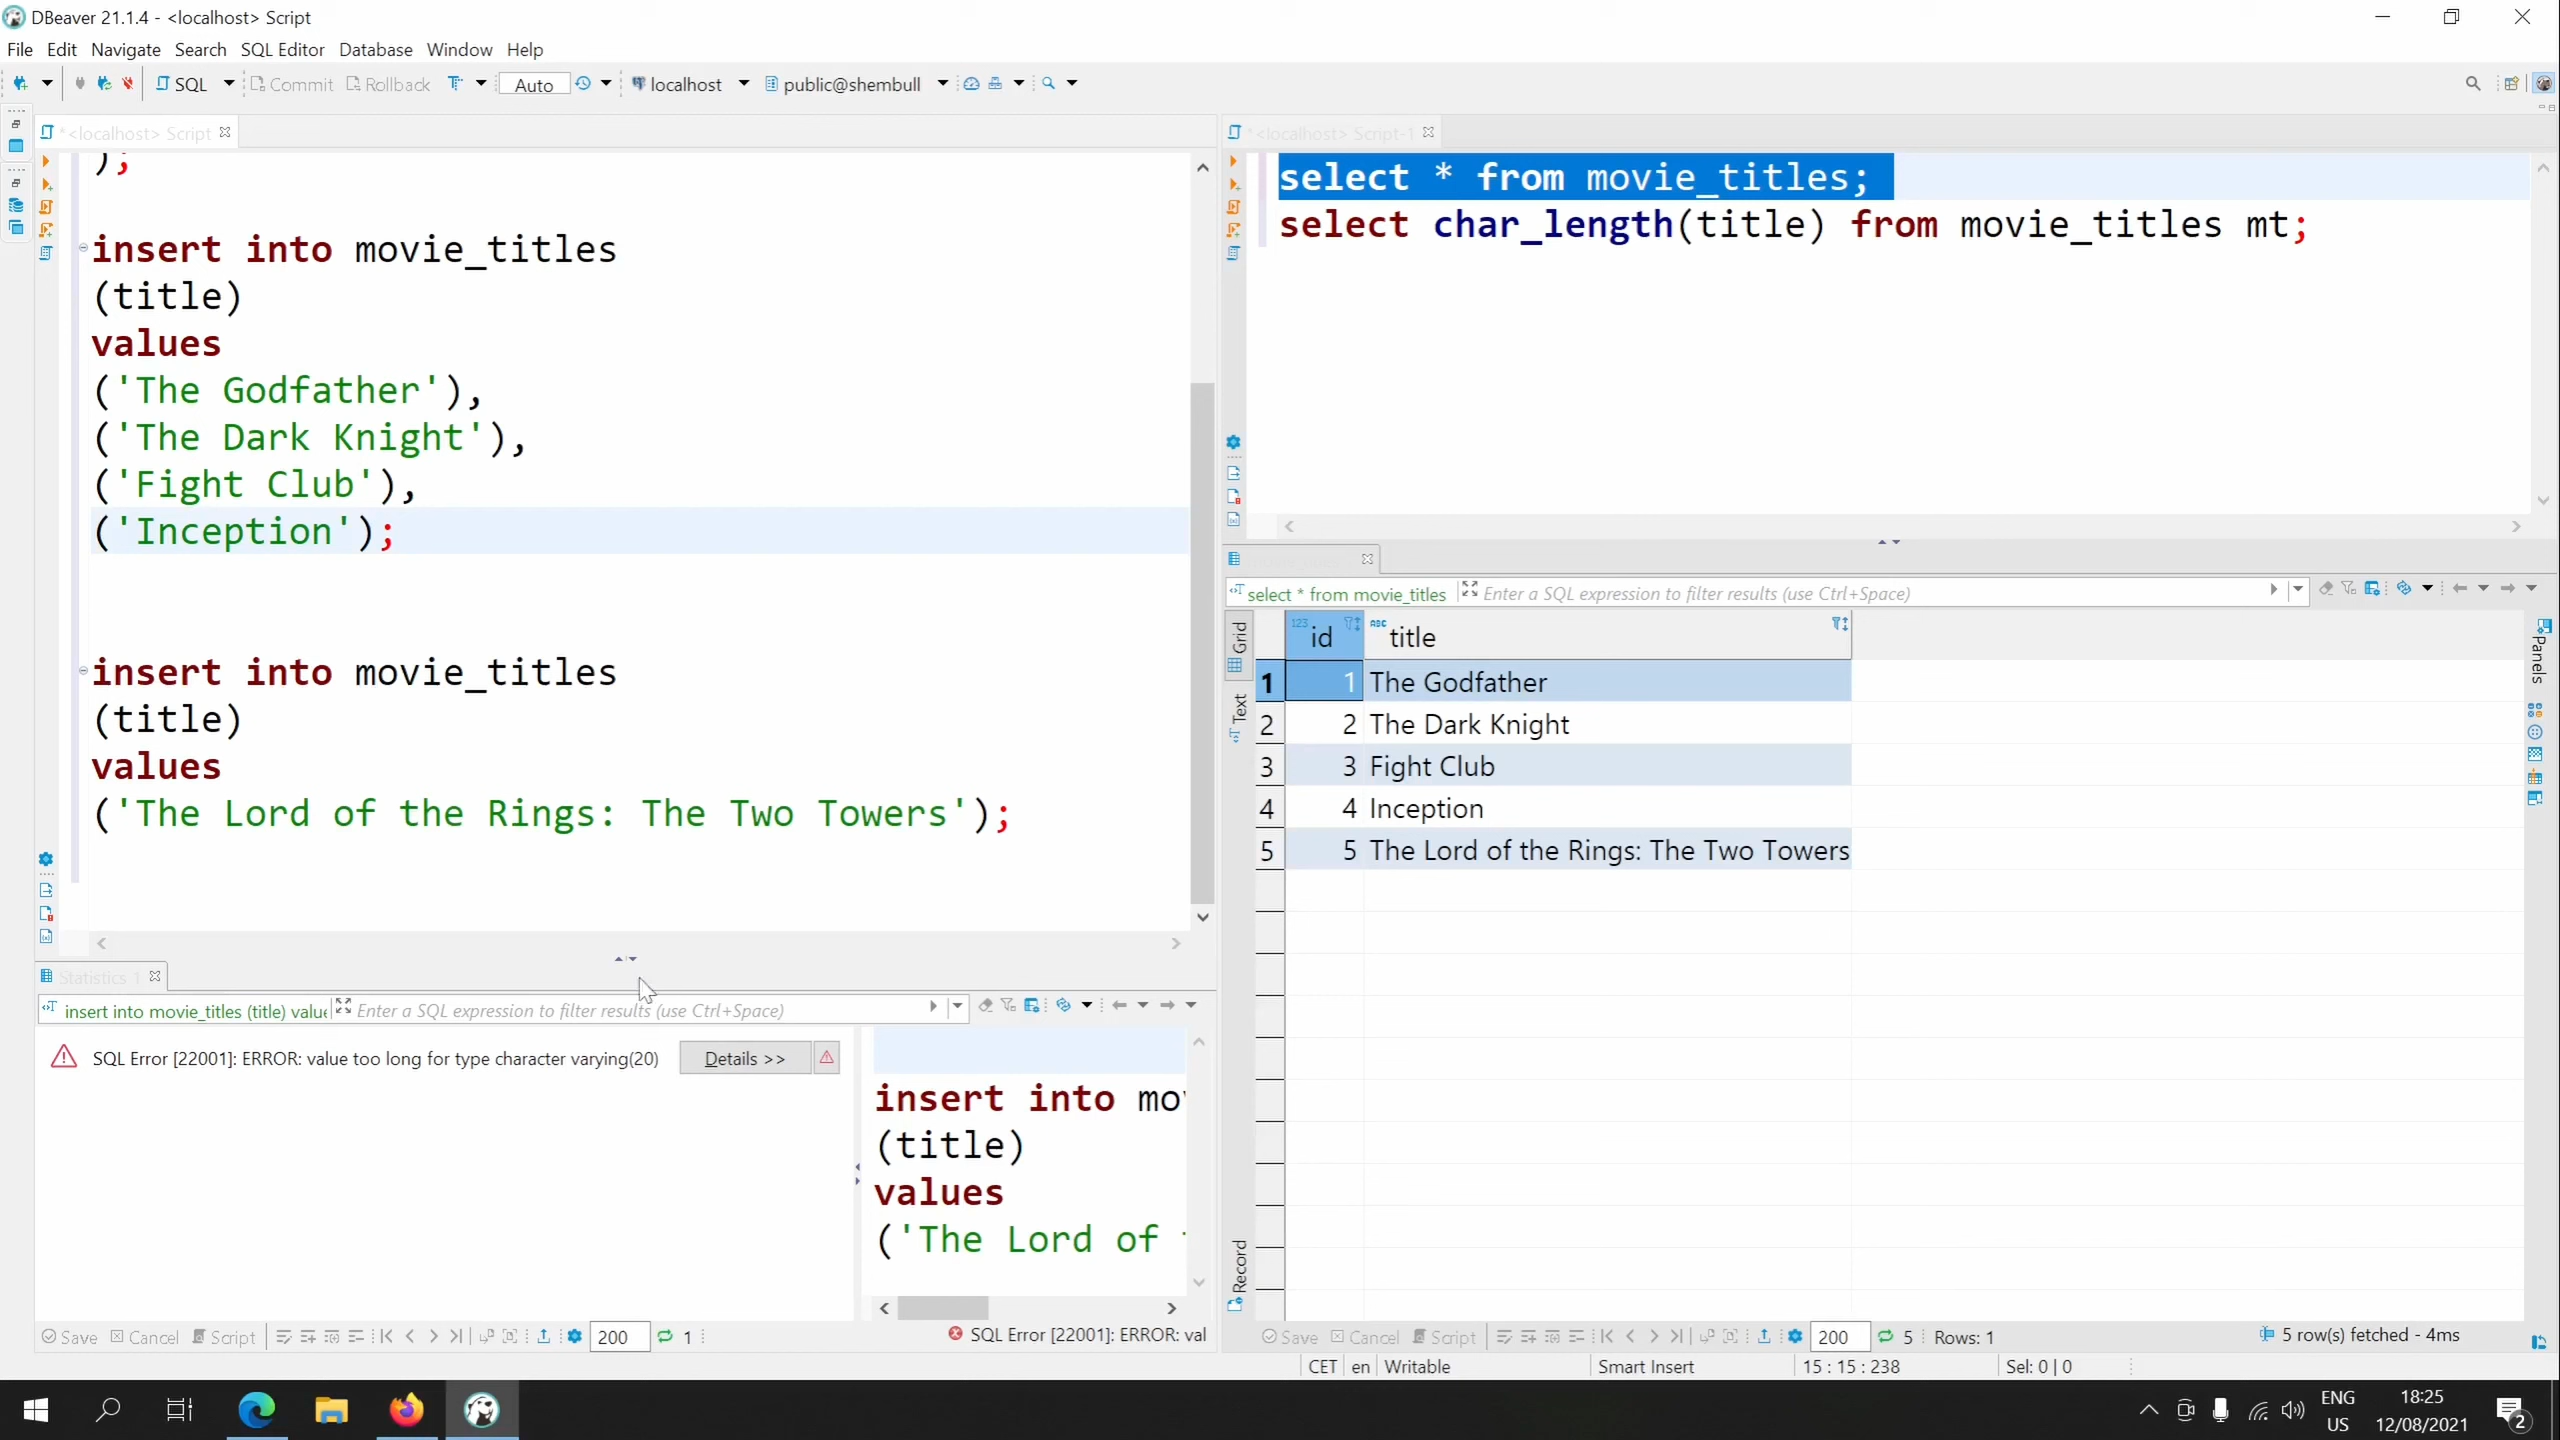 DBeaver 21.1.4 - <localhost> Script
File Edit Navigate Search SQL Editor Database Window Help
SQL Commit Rollback Auto localhost public@shembull
*<localhost> Script
);
insert into movie_titles
(title)
values
('The Godfather'),
('The Dark Knight'),
('Fight Club'),
('Inception');
insert into movie_titles
(title)
values
('The Lord of the Rings: The Two Towers');
Statistics 1
insert into movie_titles (title) valu Enter a SQL expression to filter results (use Ctrl+Space)
SQL Error [22001]: ERROR: value too long for type character varying(20) Details >>
insert into mo
(title)
values
('The Lord of
Save Cancel Script 200 1 SQL Error [22001]: ERROR: val
*<localhost> Script-1
select * from movie_titles;
select char_length(title) from movie_titles mt;
select * from movie_titles Enter a SQL expression to filter results (use Ctrl+Space)
Grid
Text
Record
Panels
123 id ABC title
1 1 The Godfather
2 2 The Dark Knight
3 3 Fight Club
4 4 Inception
5 5 The Lord of the Rings: The Two Towers
Save Cancel Script 200 5 Rows: 1 5 row(s) fetched - 4ms
CET en Writable Smart Insert 15 : 15 : 238 Sel: 0 | 0
ENG
US
18:25
12/08/2021
2